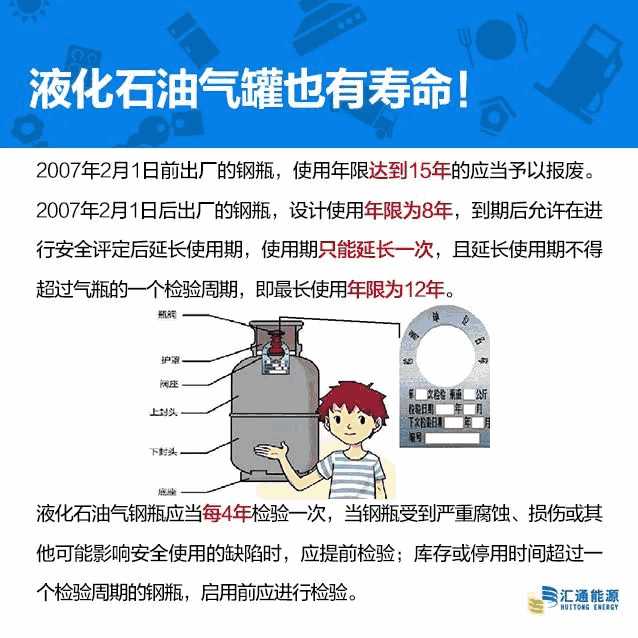 液化石油气罐也有寿命！
2007年2月1日前出厂的钢瓶，使用年限达到15年的应当予以报废。
2007年2月1日后出厂的钢瓶，设计使用年限为8年，到期后允许在进
行安全评定后延长使用期，使用期只能延长一次，且延长使用期不得
超过气瓶的一个检验周期，即最长使用年限为12年。
瓶阀
护罩
阀座
上封头
下封头
底座
检测单位名称
年 次检验 重量 公斤
检验日期 年 月
下次检验日期 年 月
编号
液化石油气钢瓶应当每4年检验一次，当钢瓶受到严重腐蚀、损伤或其
他可能影响安全使用的缺陷时，应提前检验；库存或停用时间超过一
个检验周期的钢瓶，启用前应进行检验。
汇通能源
HUITONG ENERGY